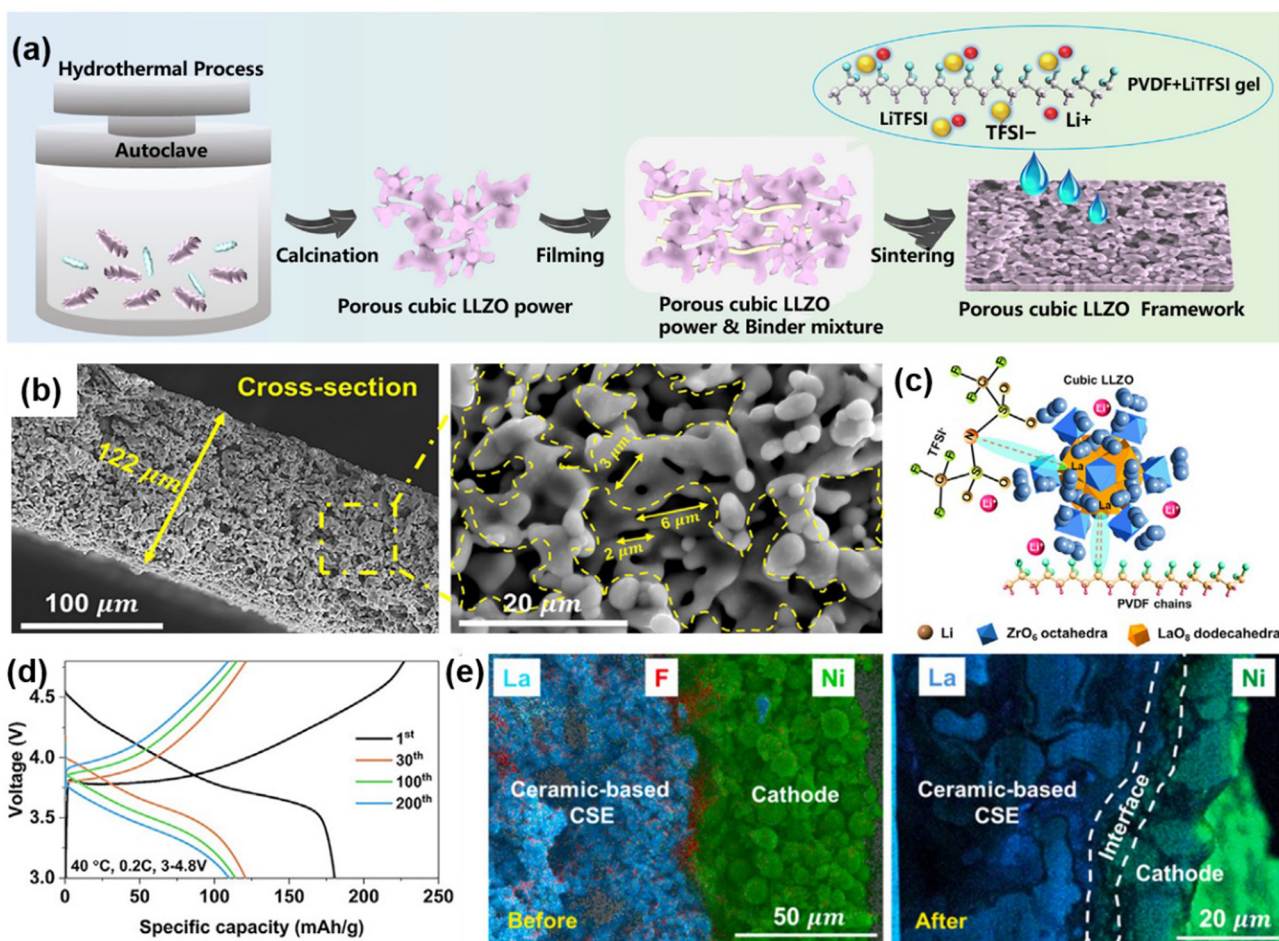 (a)
Hydrothermal Process
Autoclave
Calcination
Porous cubic LLZO power
Filming
Porous cubic LLZO
power & Binder mixture
Sintering
LiTFSI
TFSI−
Li+
PVDF+LiTFSI gel
Porous cubic LLZO Framework
(b)
Cross-section
122 μm
100 μm
3 μm
6 μm
2 μm
20 μm
(c)
Cubic LLZO
F
F
F
C
O
S
O
N
TFSI-
F
F
F
C
S
O
O
Li+
Li+
Li+
Li+
La
La
PVDF chains
Li
ZrO6 octahedra
LaO8 dodecahedra
(d)
Voltage (V)
4.5
4.0
3.5
3.0
1st
30th
100th
200th
40 °C, 0.2C, 3-4.8V
0 50 100 150 200 250
Specific capacity (mAh/g)
(e)
La F Ni
Ceramic-based
CSE
Cathode
Before
50 μm
La Ni
Ceramic-based
CSE
Interface
Cathode
After
20 μm